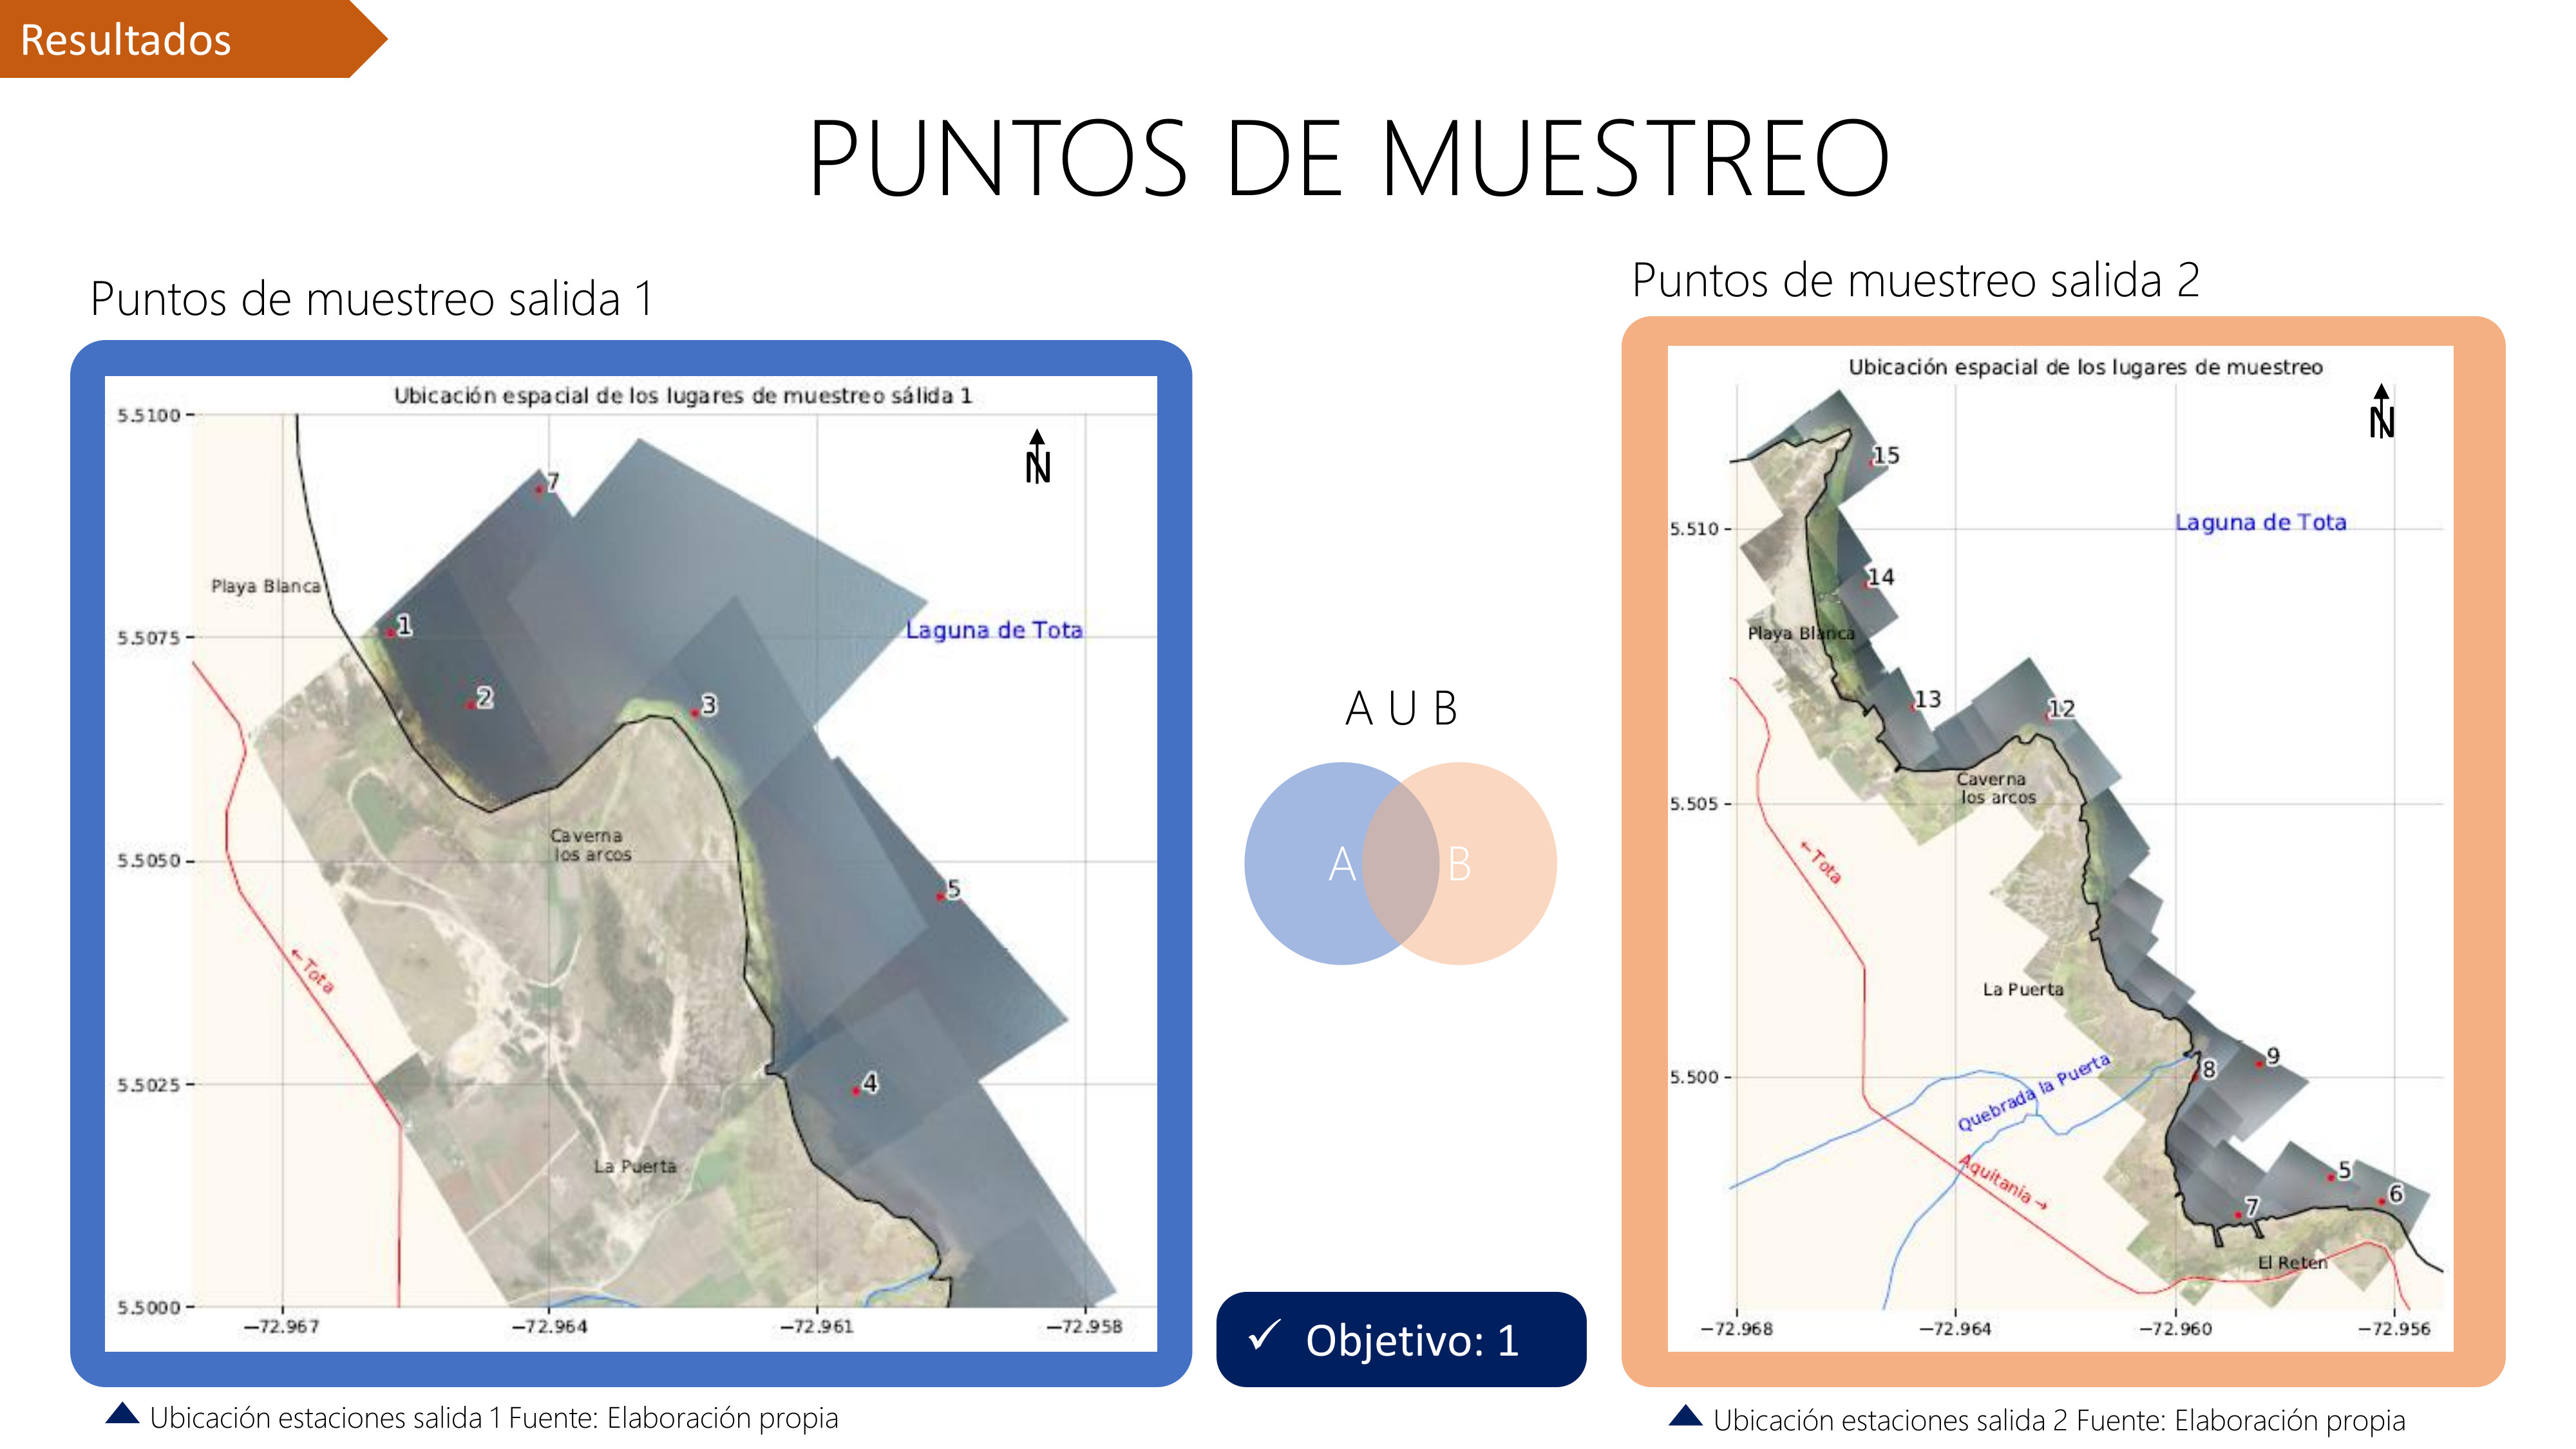 Resultados
PUNTOS DE MUESTREO
Puntos de muestreo salida 1
Ubicación espacial de los lugares de muestreo sálida 1
5.5100
5.5075
5.5050
5.5025
5.5000
−72.967
−72.964
−72.961
−72.958
N
7
Playa Blanca
1
Laguna de Tota
2
3
Caverna
los arcos
5
←Tota
4
La Puerta
Ubicación estaciones salida 1 Fuente: Elaboración propia
A U B
A
B
✓ Objetivo: 1
Puntos de muestreo salida 2
Ubicación espacial de los lugares de muestreo
N
15
5.510
Laguna de Tota
14
Playa Blanca
13
12
Caverna
los arcos
5.505
←Tota
La Puerta
9
8
5.500
Quebrada la Puerta
Aquitania →
5
6
7
El Reten
−72.968
−72.964
−72.960
−72.956
Ubicación estaciones salida 2 Fuente: Elaboración propia